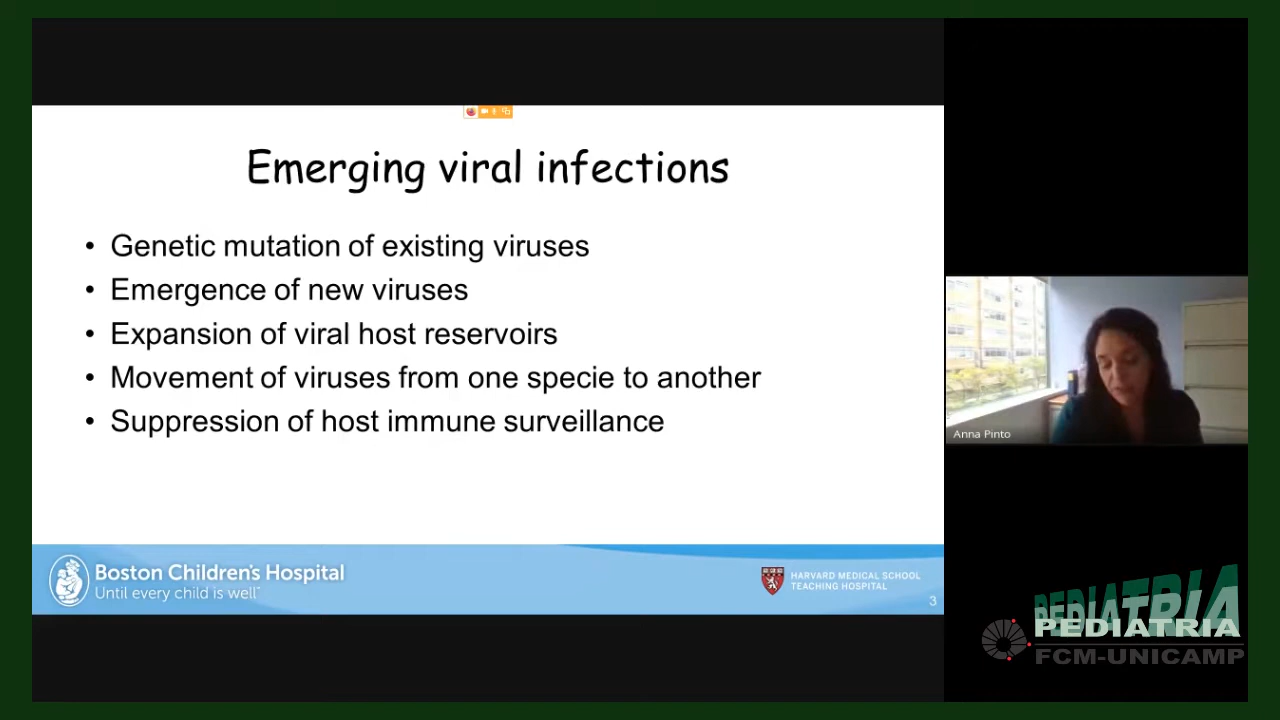 Emerging viral infections
• Genetic mutation of existing viruses
• Emergence of new viruses
• Expansion of viral host reservoirs
• Movement of viruses from one specie to another
• Suppression of host immune surveillance
Boston Children's Hospital
Until every child is well™
HARVARD MEDICAL SCHOOL
TEACHING HOSPITAL
3
Anna Pinto
PEDIATRIA
PEDIATRIA
FCM-UNICAMP